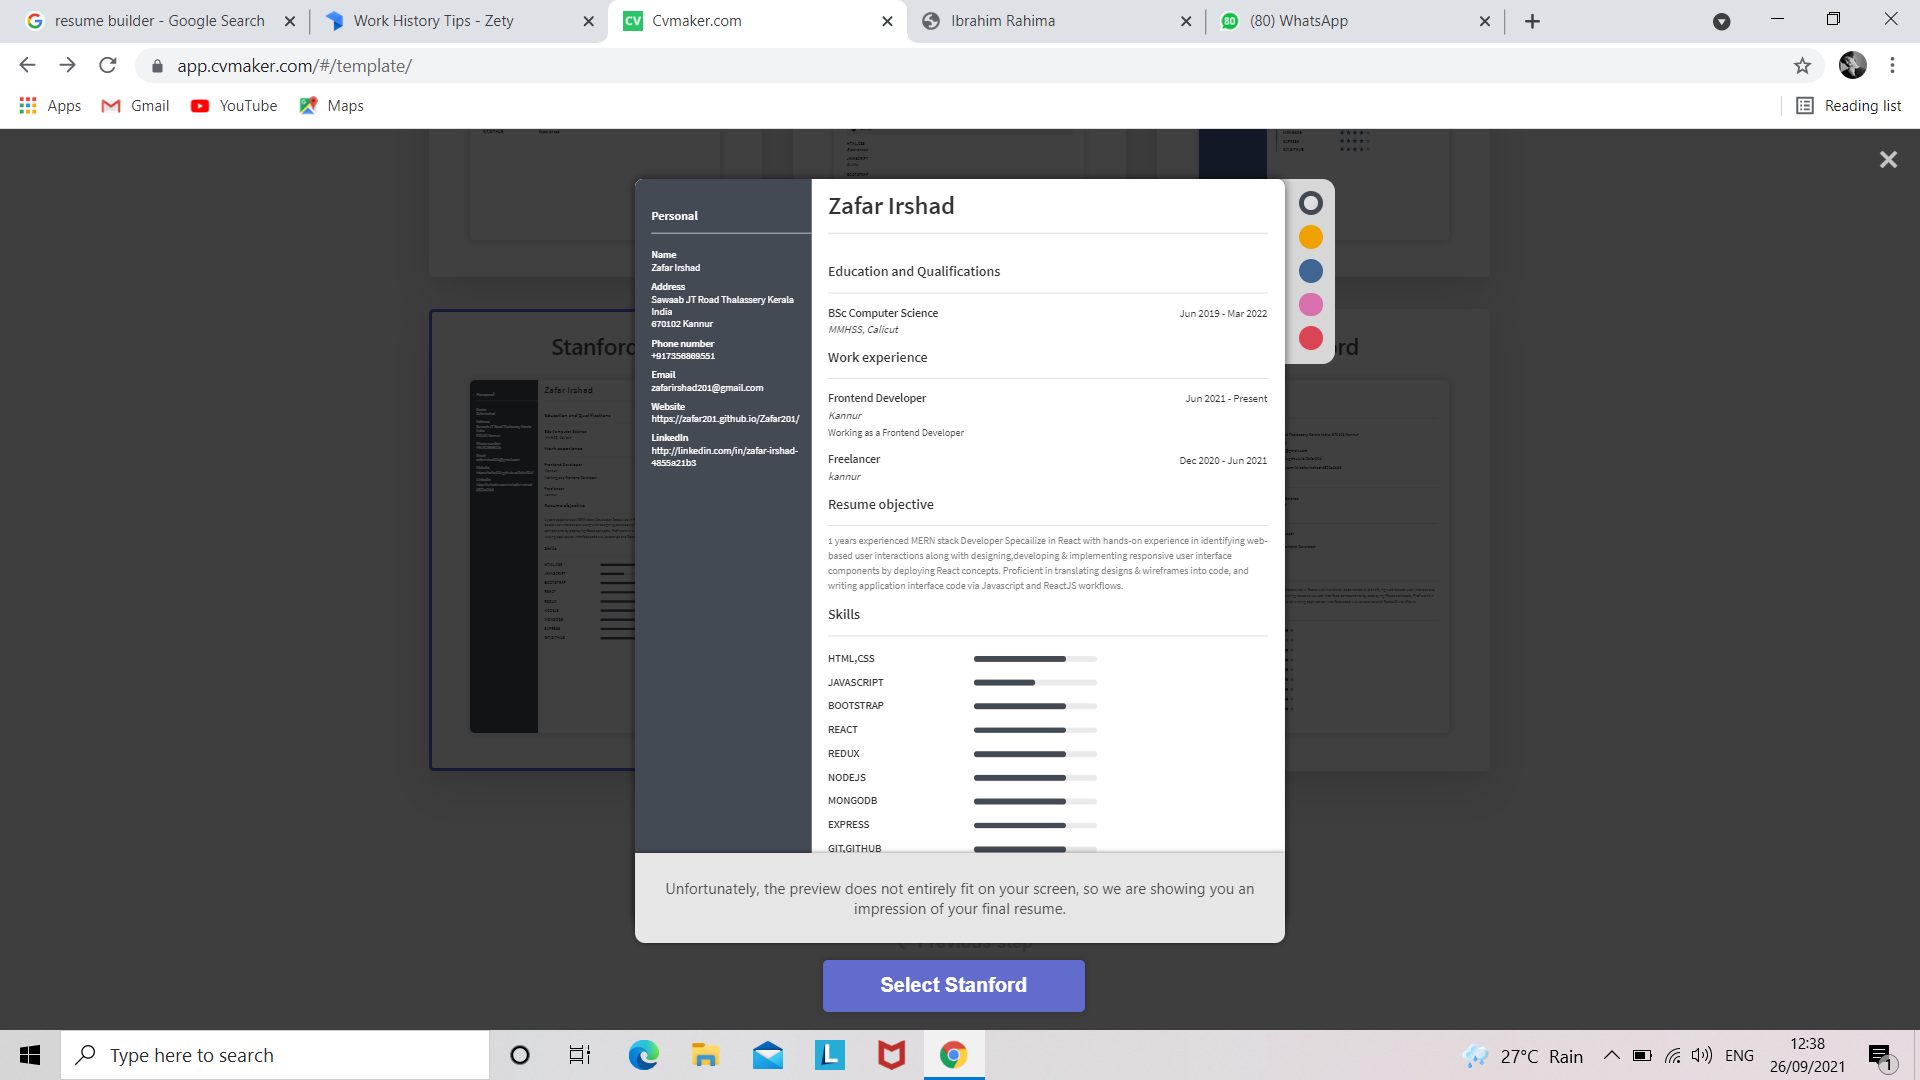 resume builder - Google Search
Work History Tips - Zety
CV Cvmaker.com
Ibrahim Rahima
80 (80) WhatsApp
app.cvmaker.com/#/template/
Apps
Gmail
YouTube
Maps
Reading list
Stanford
rd
Personal
Name
Zafar Irshad
Address
Sawaab JT Road Thalassery Kerala
India
670102 Kannur
Phone number
+917356869551
Email
zafarirshad201@gmail.com
Website
https://zafar201.github.io/Zafar201/
LinkedIn
http://linkedin.com/in/zafar-irshad-
4855a21b3
Zafar Irshad
Education and Qualifications
BSc Computer Science Jun 2019 - Mar 2022
MMHSS, Calicut
Work experience
Frontend Developer Jun 2021 - Present
Kannur
Working as a Frontend Developer
Freelancer Dec 2020 - Jun 2021
kannur
Resume objective
1 years experienced MERN stack Developer Specailize in React with hands-on experience in identifying web-
based user interactions along with designing,developing & implementing responsive user interface
components by deploying React concepts. Proficient in translating designs & wireframes into code, and
writing application interface code via Javascript and ReactJS workflows.
Skills
HTML,CSS
JAVASCRIPT
BOOTSTRAP
REACT
REDUX
NODEJS
MONGODB
EXPRESS
GIT,GITHUB
Unfortunately, the preview does not entirely fit on your screen, so we are showing you an
impression of your final resume.
Previous step
Select Stanford
Type here to search
L
27°C Rain
ENG
12:38
26/09/2021
1